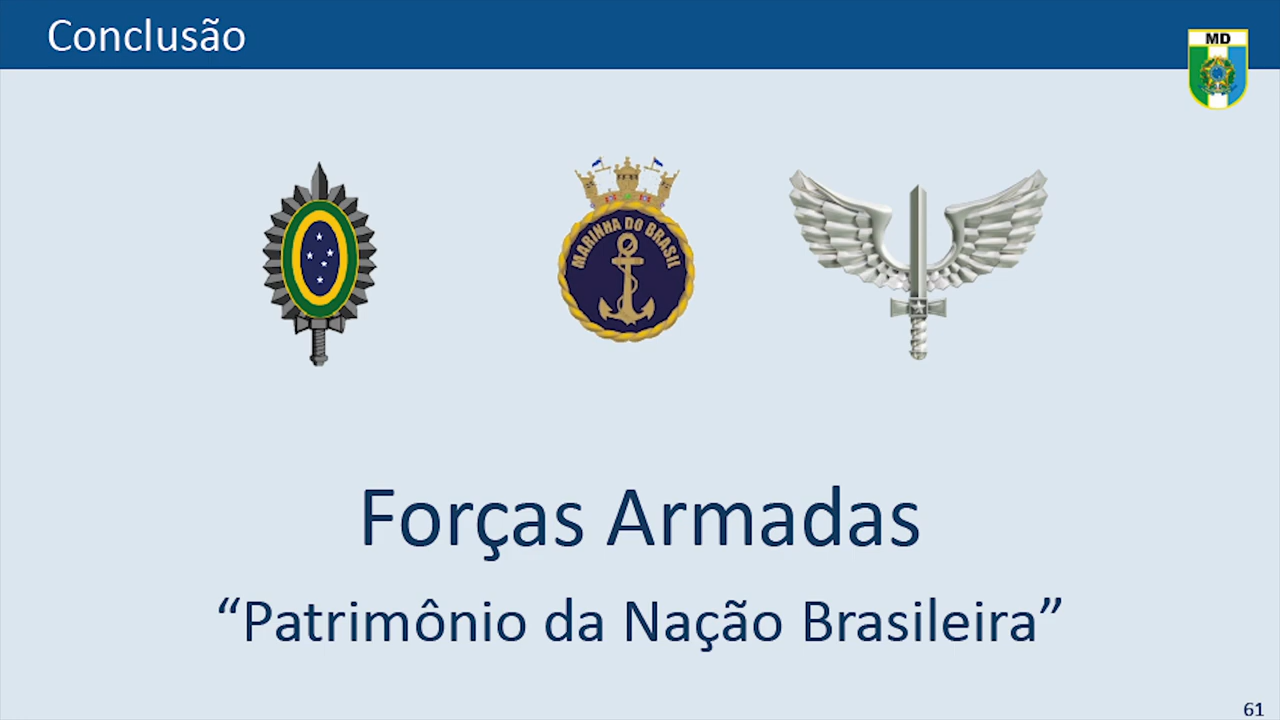 Conclusão
MD
MARINHA DO BRASIL
Forças Armadas
“Patrimônio da Nação Brasileira”
61